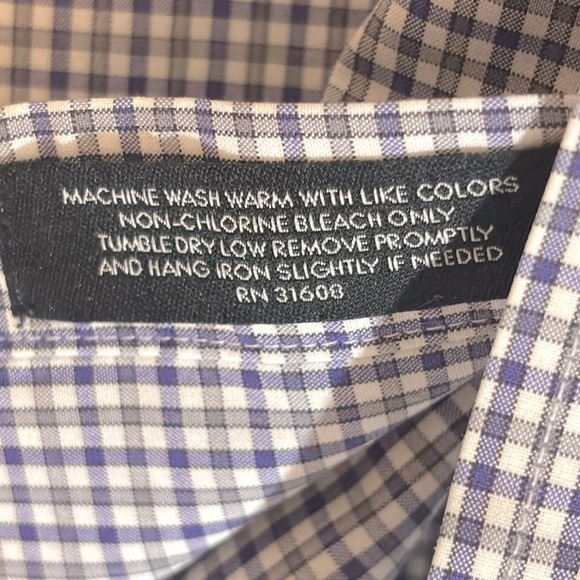 MACHINE WASH WARM WITH LIKE COLORS
NON-CHLORINE BLEACH ONLY
TUMBLE DRY LOW REMOVE PROMPTLY
AND HANG IRON SLIGHTLY IF NEEDED
RN 31608